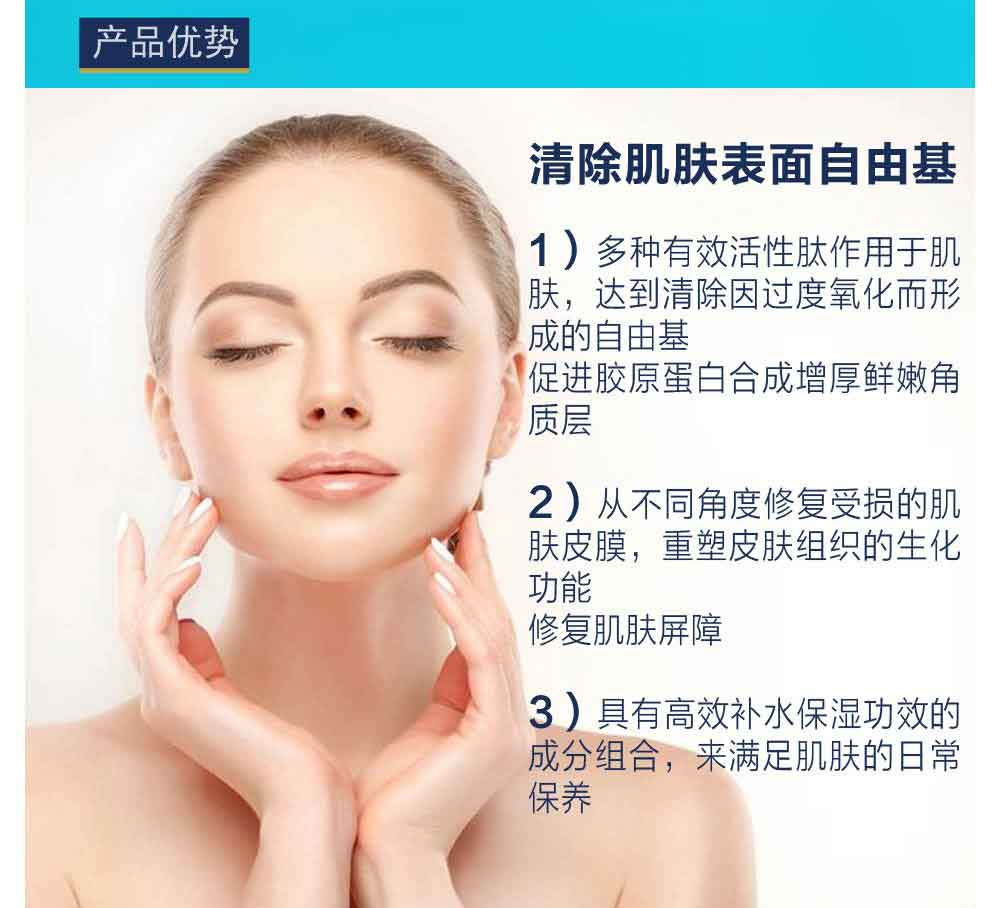 产品优势
清除肌肤表面自由基
1）多种有效活性肽作用于肌
肤，达到清除因过度氧化而形
成的自由基
促进胶原蛋白合成增厚鲜嫩角
质层
2）从不同角度修复受损的肌
肤皮膜，重塑皮肤组织的生化
功能
修复肌肤屏障
3）具有高效补水保湿功效的
成分组合，来满足肌肤的日常
保养